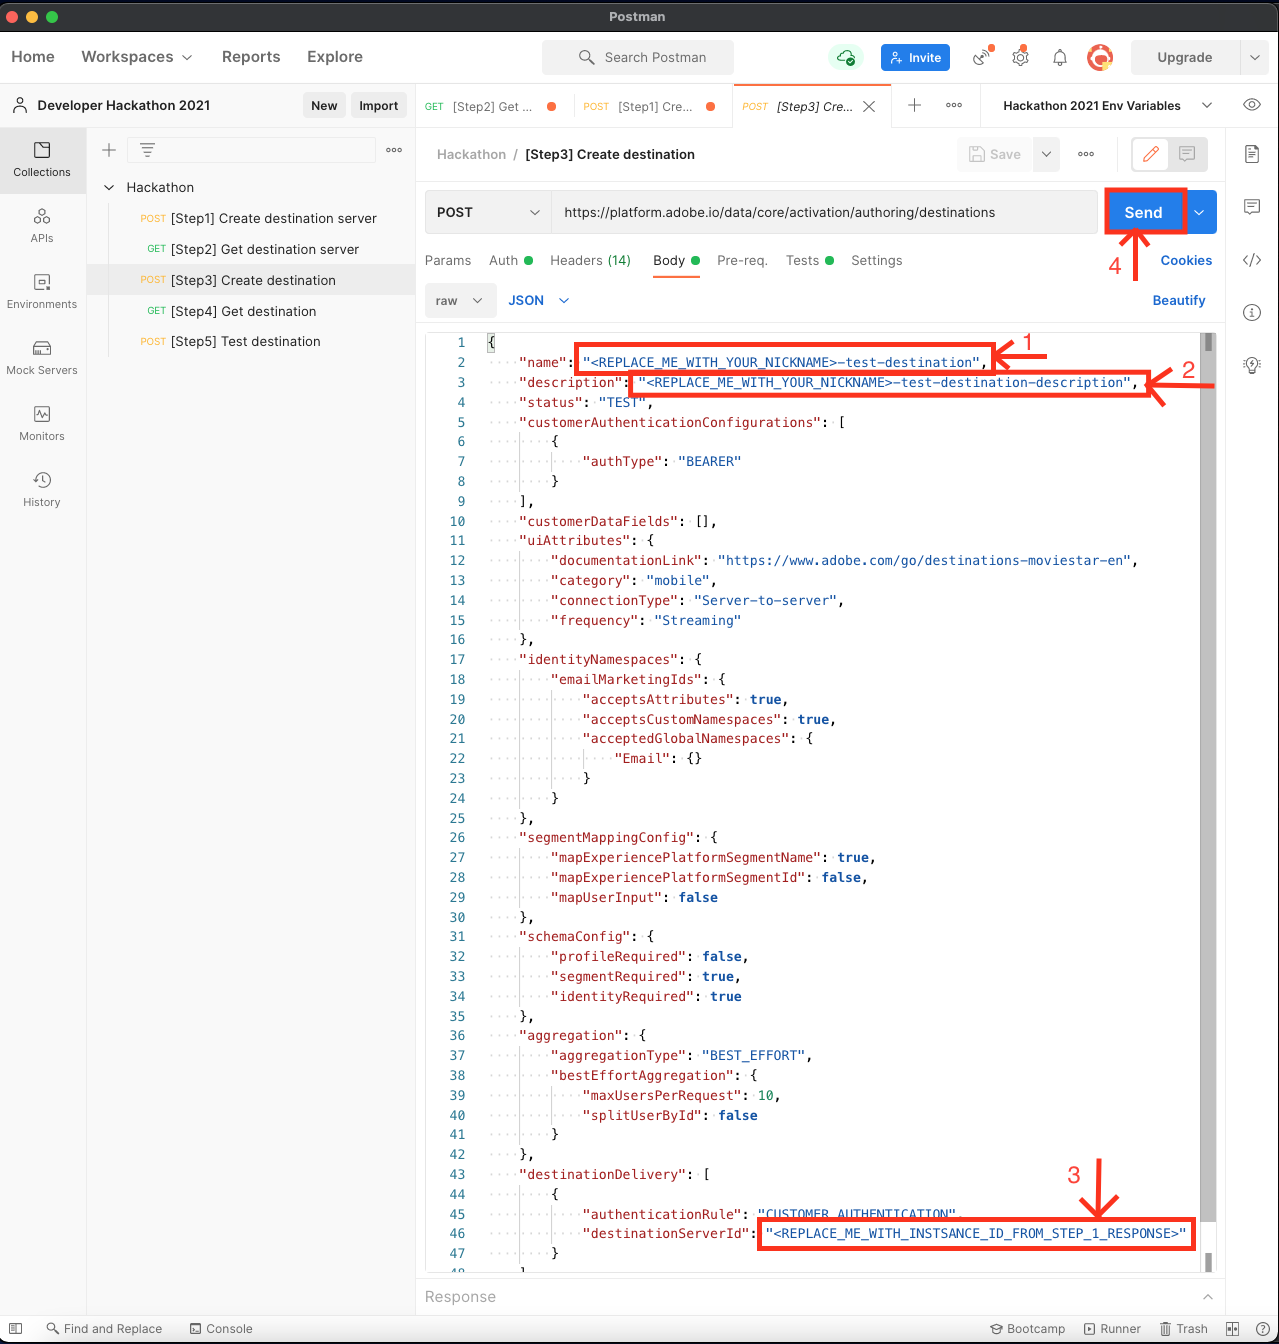 Postman
Home Workspaces Reports Explore Search Postman Invite Upgrade
Developer Hackathon 2021 New Import GET [Step2] Get ... POST [Step1] Cre... POST [Step3] Cre... Hackathon 2021 Env Variables
Collections
APIs
Environments
Mock Servers
Monitors
History
Hackathon
POST [Step1] Create destination server
GET [Step2] Get destination server
POST [Step3] Create destination
GET [Step4] Get destination
POST [Step5] Test destination
Hackathon / [Step3] Create destination Save
POST https://platform.adobe.io/data/core/activation/authoring/destinations Send
Params Auth Headers (14) Body Pre-req. Tests Settings 4 Cookies
raw JSON Beautify
1 { 1
2 "name": "<REPLACE_ME_WITH_YOUR_NICKNAME>-test-destination",
3 "description": "<REPLACE_ME_WITH_YOUR_NICKNAME>-test-destination-description", 2
4 "status": "TEST",
5 "customerAuthenticationConfigurations": [
6 {
7 "authType": "BEARER"
8 }
9 ],
10 "customerDataFields": [],
11 "uiAttributes": {
12 "documentationLink": "https://www.adobe.com/go/destinations-moviestar-en",
13 "category": "mobile",
14 "connectionType": "Server-to-server",
15 "frequency": "Streaming"
16 },
17 "identityNamespaces": {
18 "emailMarketingIds": {
19 "acceptsAttributes": true,
20 "acceptsCustomNamespaces": true,
21 "acceptedGlobalNamespaces": {
22 "Email": {}
23 }
24 }
25 },
26 "segmentMappingConfig": {
27 "mapExperiencePlatformSegmentName": true,
28 "mapExperiencePlatformSegmentId": false,
29 "mapUserInput": false
30 },
31 "schemaConfig": {
32 "profileRequired": false,
33 "segmentRequired": true,
34 "identityRequired": true
35 },
36 "aggregation": {
37 "aggregationType": "BEST_EFFORT",
38 "bestEffortAggregation": {
39 "maxUsersPerRequest": 10,
40 "splitUserById": false
41 }
42 },
43 "destinationDelivery": [ 3
44 {
45 "authenticationRule": "CUSTOMER_AUTHENTICATION",
46 "destinationServerId": "<REPLACE_ME_WITH_INSTSANCE_ID_FROM_STEP_1_RESPONSE>"
47 }
48 ]
Response
Find and Replace Console Bootcamp Runner Trash